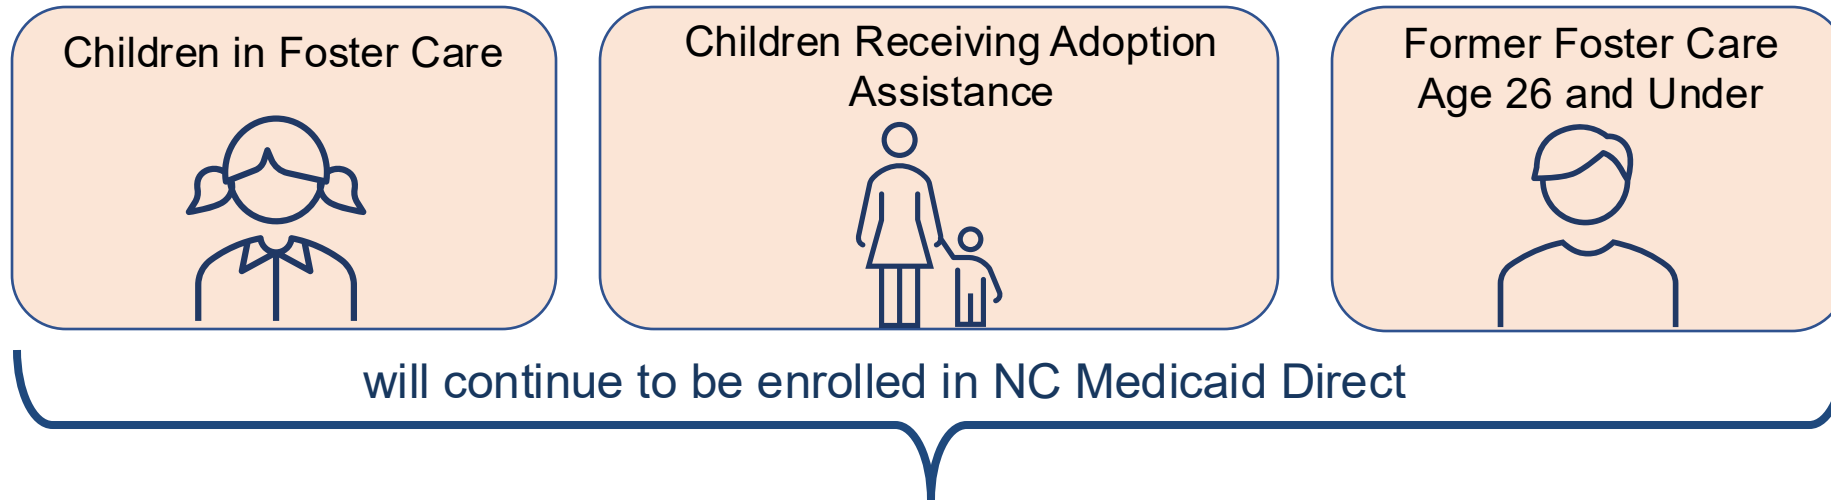 Children in Foster Care
Children Receiving Adoption
Assistance
Former Foster Care
Age 26 and Under
will continue to be enrolled in NC Medicaid Direct